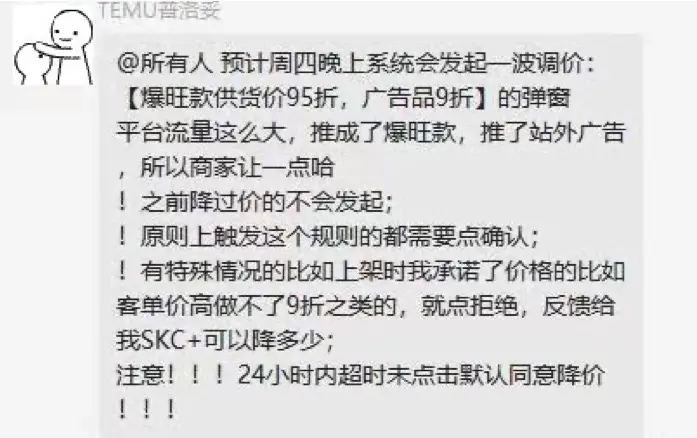 TEMU普洛妥
@所有人 预计周四晚上系统会发起一波调价：
【爆旺款供货价95折，广告品9折】的弹窗
平台流量这么大，推成了爆旺款，推了站外广告
，所以商家让一点哈
！之前降过价的不会发起；
！原则上触发这个规则的都需要点确认；
！有特殊情况的比如上架时我承诺了价格的比如
客单价高做不了9折之类的，就点拒绝，反馈给
我SKC+可以降多少；
注意！！！24小时内超时未点击默认同意降价
！！！